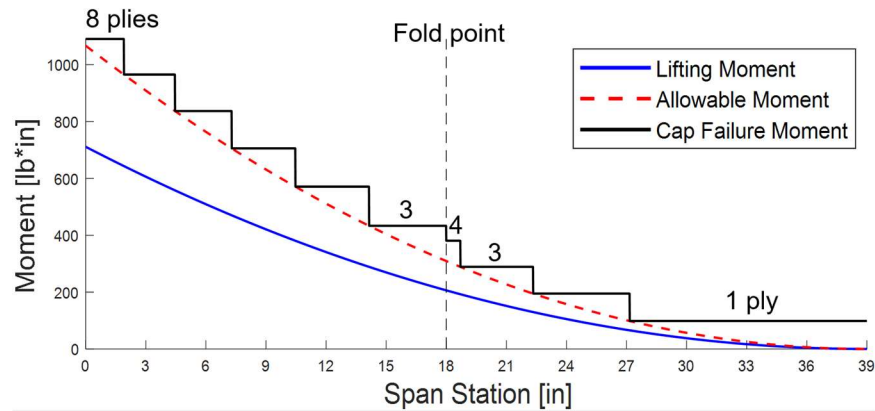 8 plies
Fold point
Lifting Moment
Allowable Moment
Cap Failure Moment
3
4
3
1 ply
Moment [lb*in]
1000
800
600
400
200
0
0 3 6 9 12 15 18 21 24 27 30 33 36 39
Span Station [in]